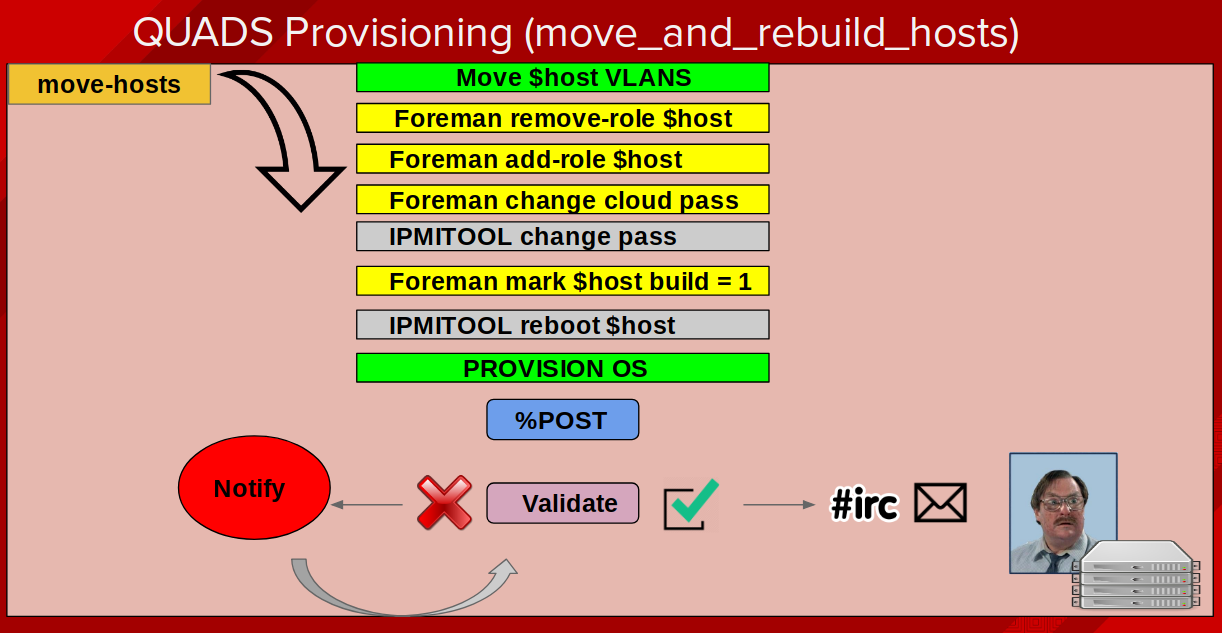 QUADS Provisioning (move_and_rebuild_hosts)
move-hosts
Move $host VLANS
Foreman remove-role $host
Foreman add-role $host
Foreman change cloud pass
IPMITOOL change pass
Foreman mark $host build = 1
IPMITOOL reboot $host
PROVISION OS
%POST
Notify
Validate
#irc